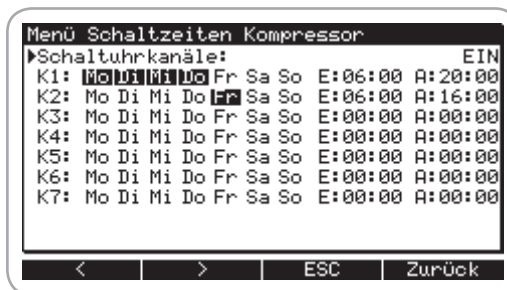 Menü Schaltzeiten Kompressor
▶Schaltuhrkanäle: EIN
K1: Mo Di Mi Do Fr Sa So E:06:00 A:20:00
K2: Mo Di Mi Do Fr Sa So E:06:00 A:16:00
K3: Mo Di Mi Do Fr Sa So E:00:00 A:00:00
K4: Mo Di Mi Do Fr Sa So E:00:00 A:00:00
K5: Mo Di Mi Do Fr Sa So E:00:00 A:00:00
K6: Mo Di Mi Do Fr Sa So E:00:00 A:00:00
K7: Mo Di Mi Do Fr Sa So E:00:00 A:00:00
< > ESC Zurück